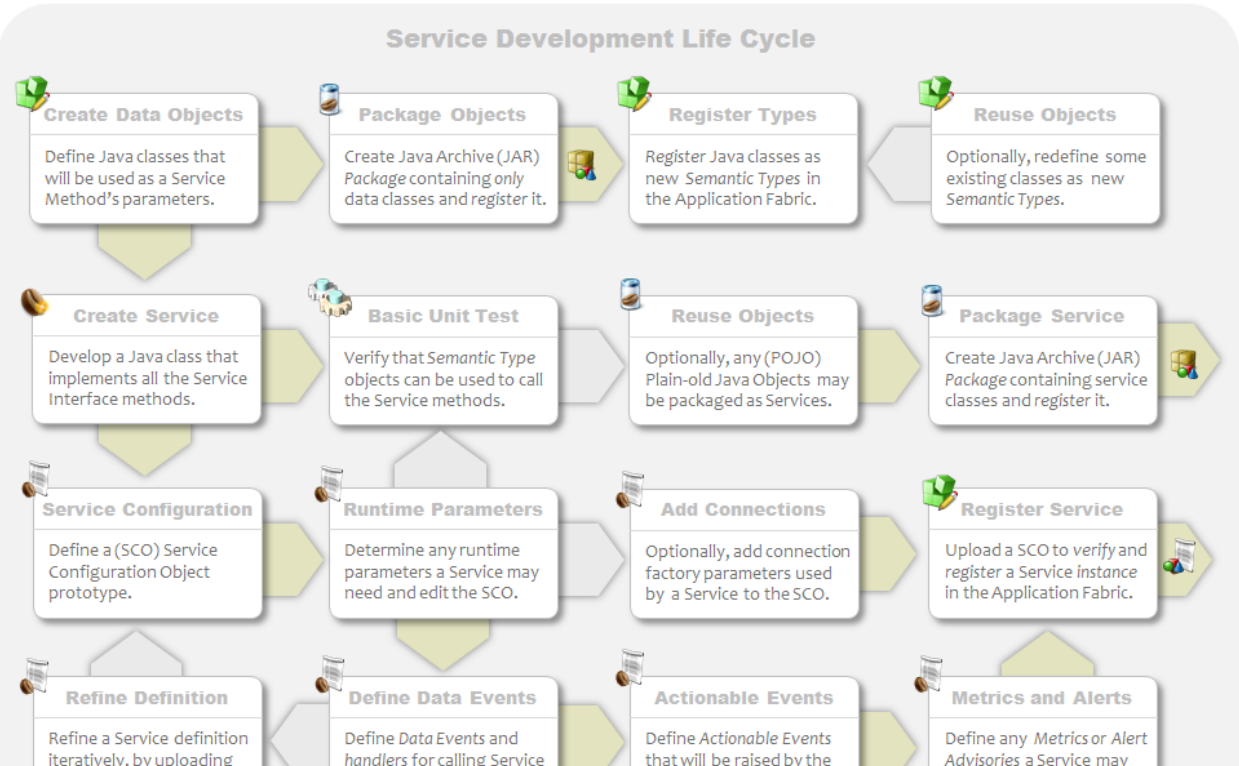 Service Development Life Cycle
Create Data Objects
Define Java classes that
will be used as a Service
Method's parameters.
Package Objects
Create Java Archive (JAR)
Package containing only
data classes and register it.
Register Types
Register Java classes as
new Semantic Types in
the Application Fabric.
Reuse Objects
Optionally, redefine some
existing classes as new
Semantic Types.
Create Service
Develop a Java class that
implements all the Service
Interface methods.
Basic Unit Test
Verify that Semantic Type
objects can be used to call
the Service methods.
Reuse Objects
Optionally, any (POJO)
Plain-old Java Objects may
be packaged as Services.
Package Service
Create Java Archive (JAR)
Package containing service
classes and register it.
Service Configuration
Define a (SCO) Service
Configuration Object
prototype.
Runtime Parameters
Determine any runtime
parameters a Service may
need and edit the SCO.
Add Connections
Optionally, add connection
factory parameters used
by a Service to the SCO.
Register Service
Upload a SCO to verify and
register a Service instance
in the Application Fabric.
Refine Definition
Refine a Service definition
iteratively, by uploading
Define Data Events
Define Data Events and
handlers for calling Service
Actionable Events
Define Actionable Events
that will be raised by the
Metrics and Alerts
Define any Metrics or Alert
Advisories a Service may